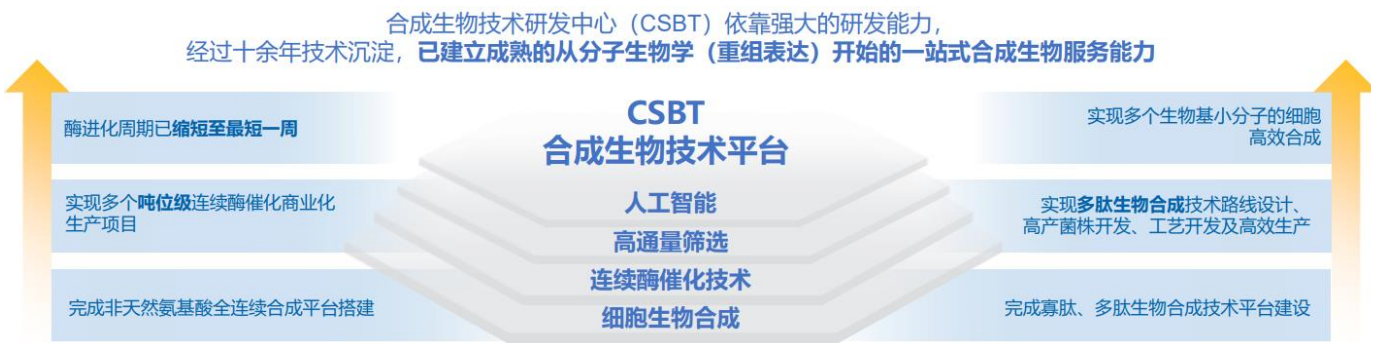 合成生物技术研发中心（CSBT）依靠强大的研发能力，
经过十余年技术沉淀，已建立成熟的从分子生物学（重组表达）开始的一站式合成生物服务能力
CSBT
合成生物技术平台
人工智能
高通量筛选
连续酶催化技术
细胞生物合成
酶进化周期已缩短至最短一周
实现多个吨位级连续酶催化商业化
生产项目
完成非天然氨基酸全连续合成平台搭建
实现多个生物基小分子的细胞
高效合成
实现多肽生物合成技术路线设计、
高产菌株开发、工艺开发及高效生产
完成寡肽、多肽生物合成技术平台建设